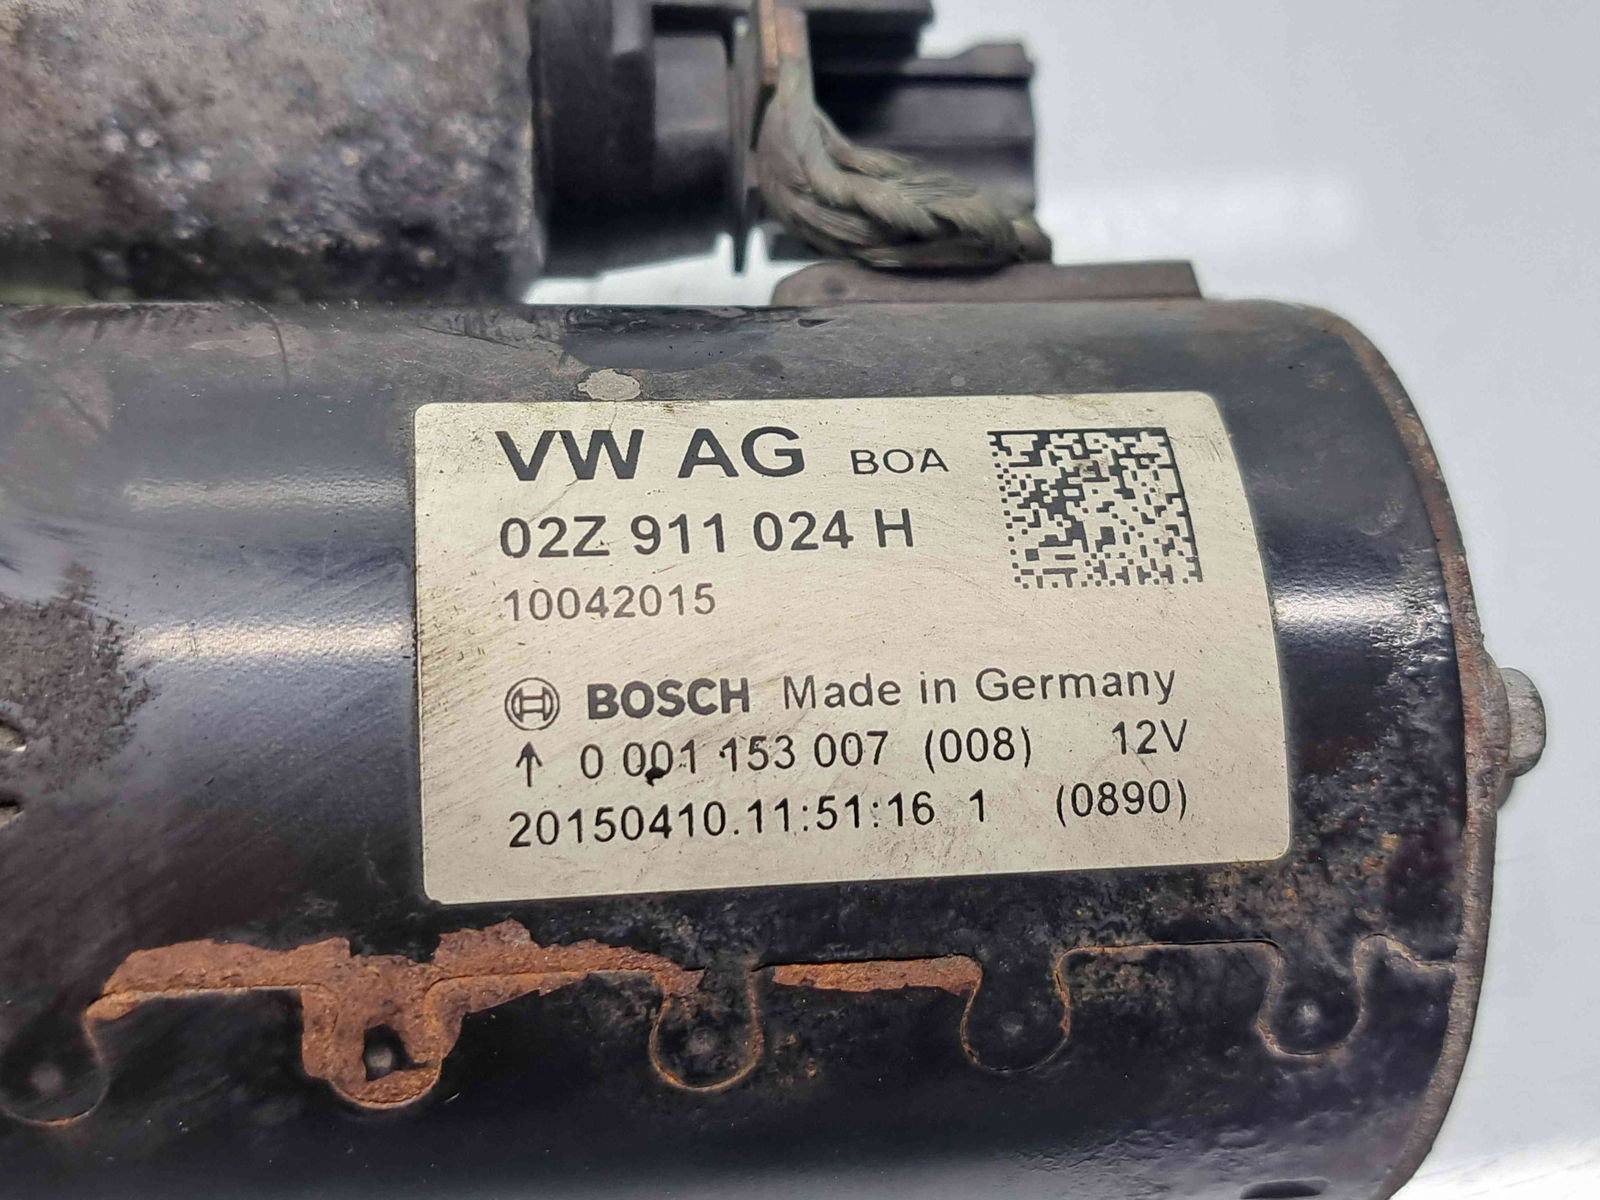 VW AG BOA
02Z 911 024 H
10042015
BOSCH Made in Germany
↑ 0 001 153 007 (008) 12V
20150410.11:51:16 1 (0890)